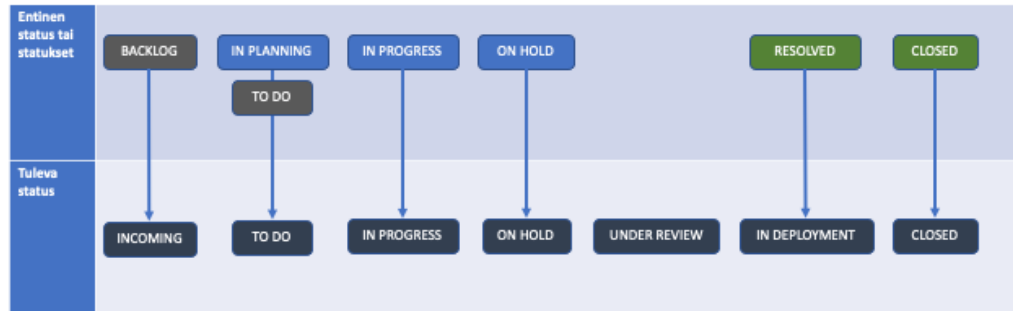 Entinen
status tai
statukset
BACKLOG
IN PLANNING
IN PROGRESS
ON HOLD
RESOLVED
CLOSED
TO DO
Tuleva
status
INCOMING
TO DO
IN PROGRESS
ON HOLD
UNDER REVIEW
IN DEPLOYMENT
CLOSED